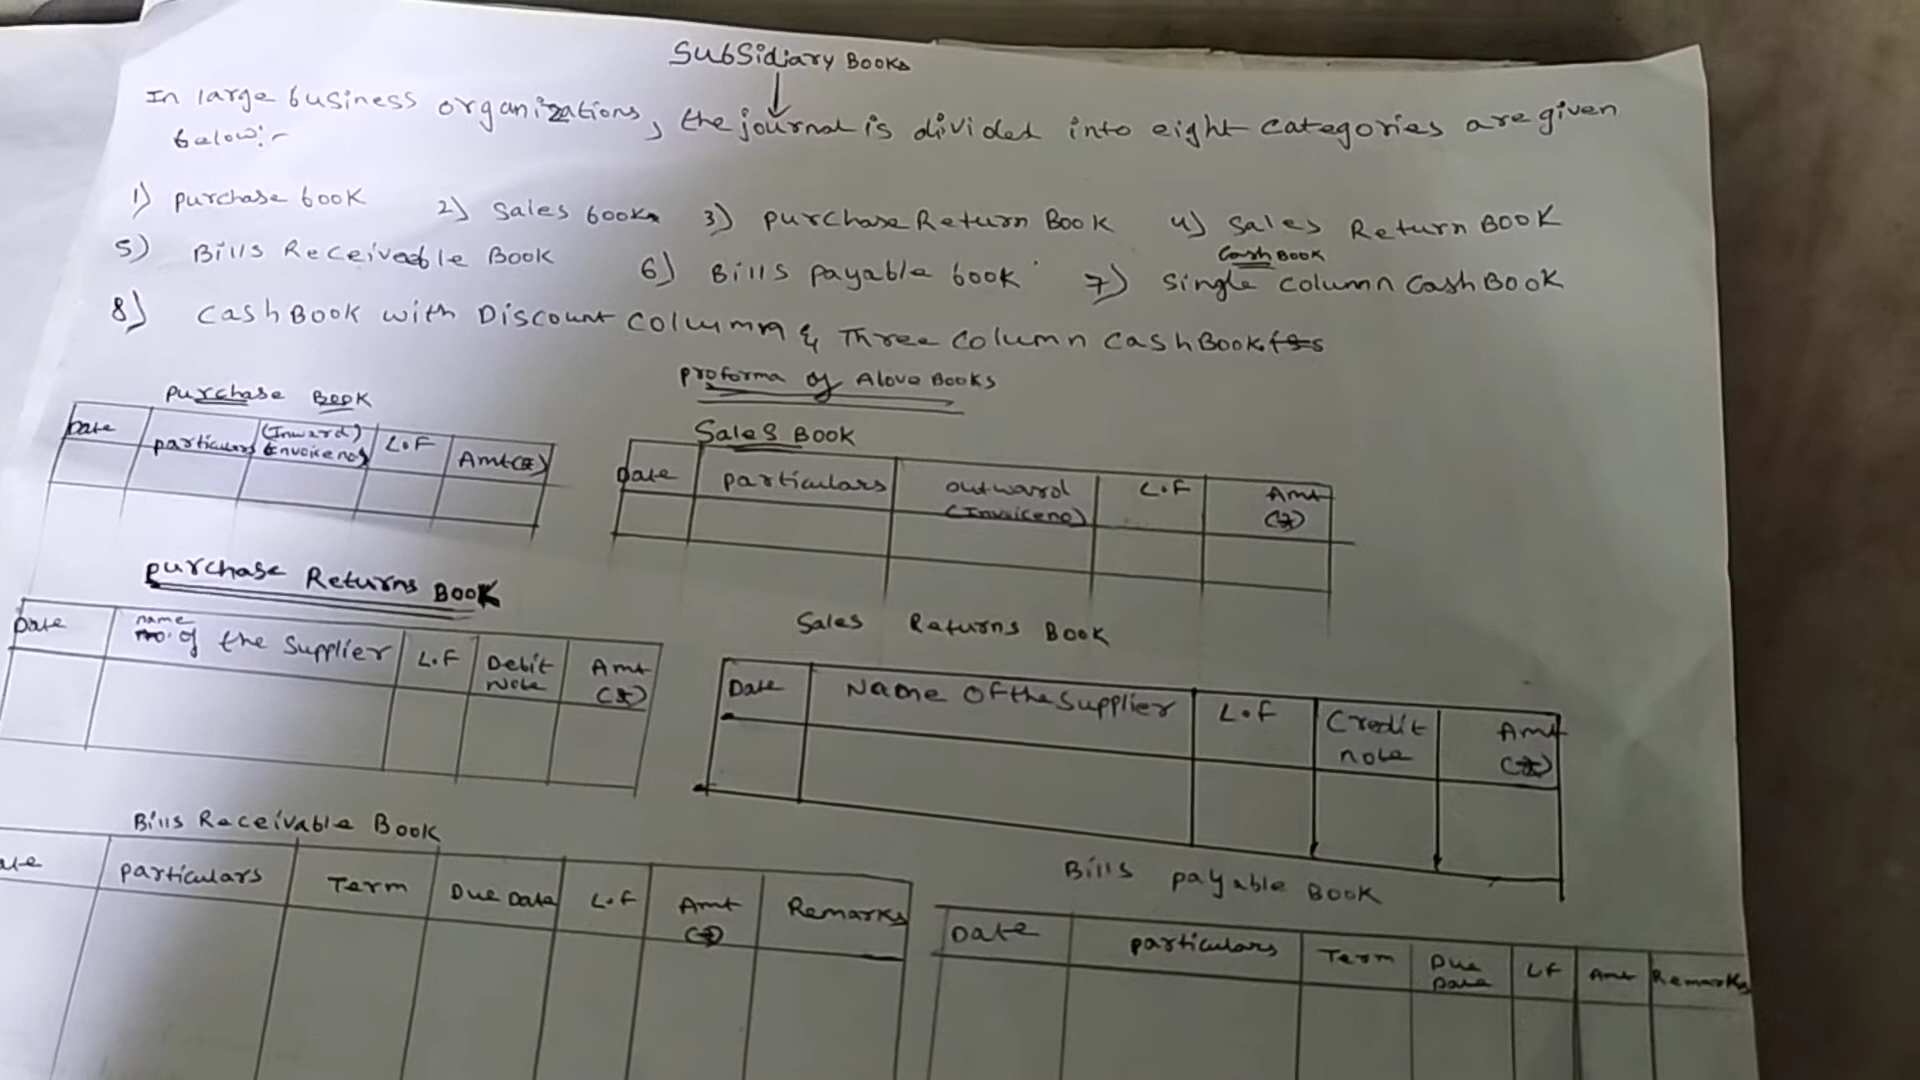 SubSidiary Books
In large business organizations, the journal is divided into eight categories are given
below:-
1) purchase book 2) Sales book 3) purchase Return Book 4) Sales Return Book
5) Bills Receivable Book 6) Bills payable book 7) Single column Cash Book
Cash Book
8) Cash Book with Discount column & Three column Cash Book
proforma of Alove Books
purchase Book
Date particulars (Inward) Invoice no) L.F Amt(₹)
Sales Book
Date particulars outward (Invoice no) L.F Amt (₹)
purchase Returns Book
Date name of the Supplier L.F Debit Note Amt (₹)
Sales Returns Book
Date Name Of the Supplier L.F Credit note Amt (₹)
Bills Receivable Book
ate particulars Term Due Date L.F Amt (₹) Remarks
Bills payable Book
Date particulars Term Due Date LF Amt Remarks